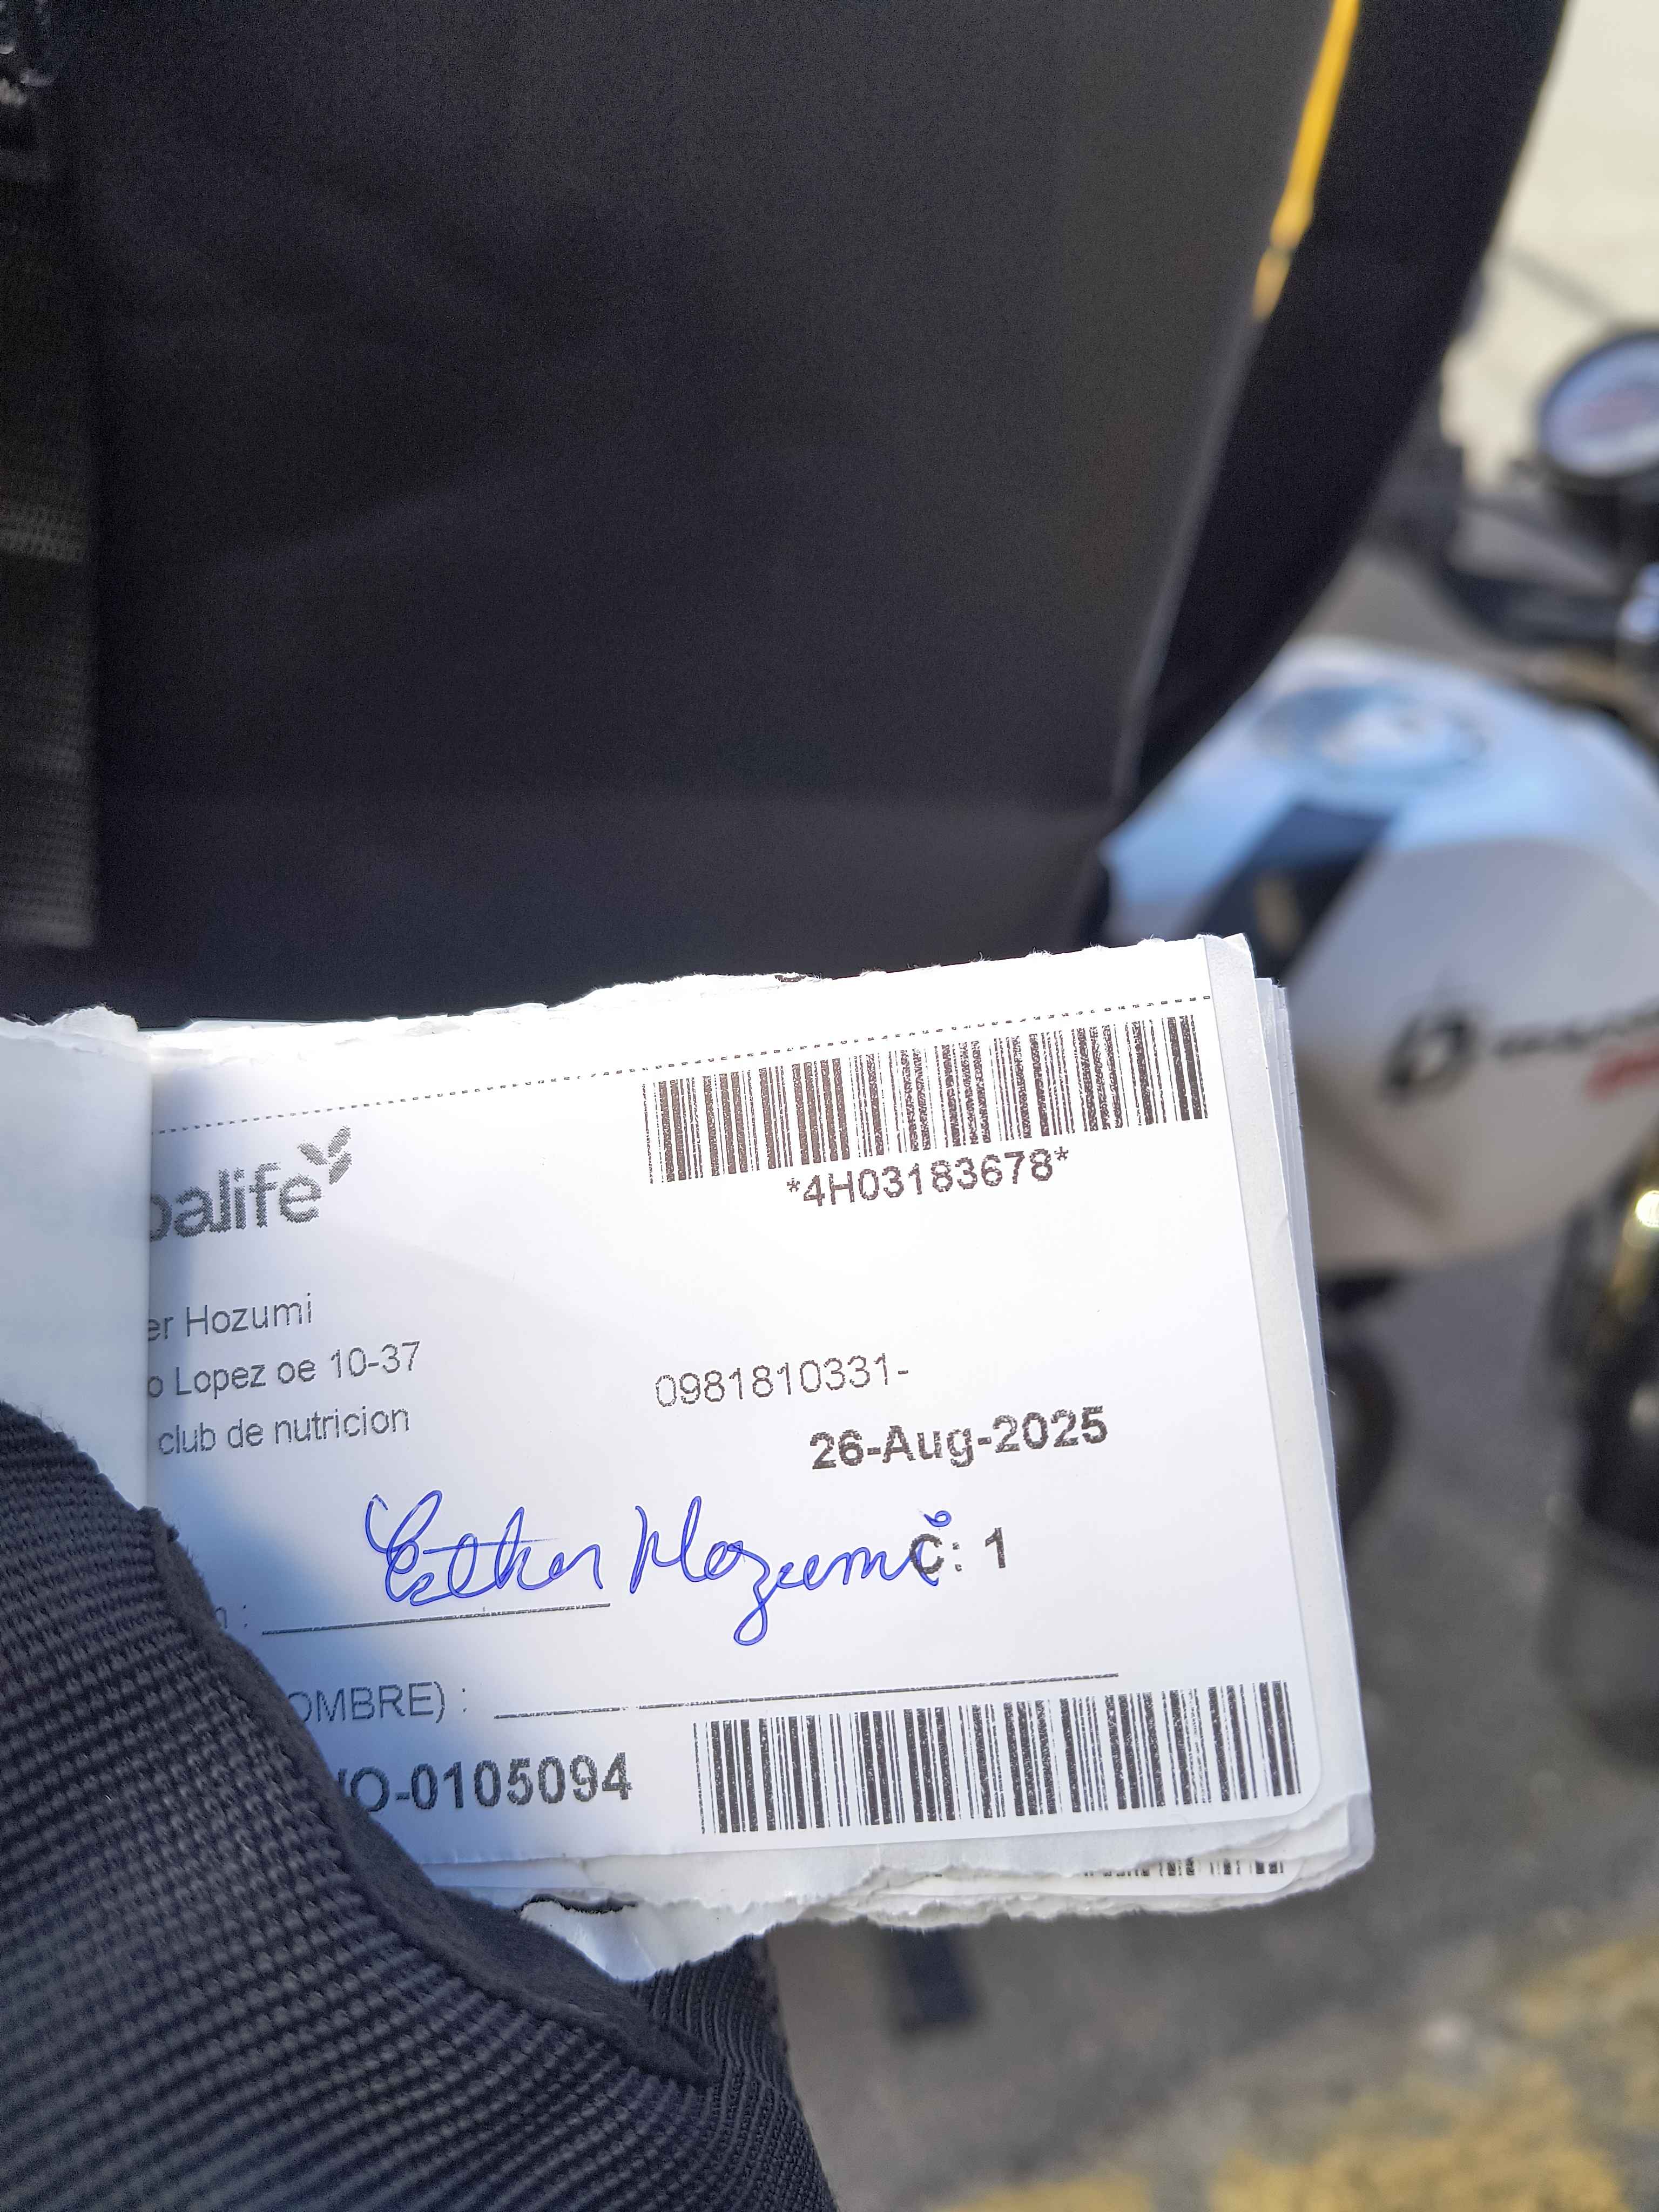 balife
*4H03183678*
er Hozumi
o Lopez oe 10-37
0981810331-
club de nutricion
26-Aug-2025
Esther Hozumi
C: 1
n :
OMBRE) :
IO-0105094